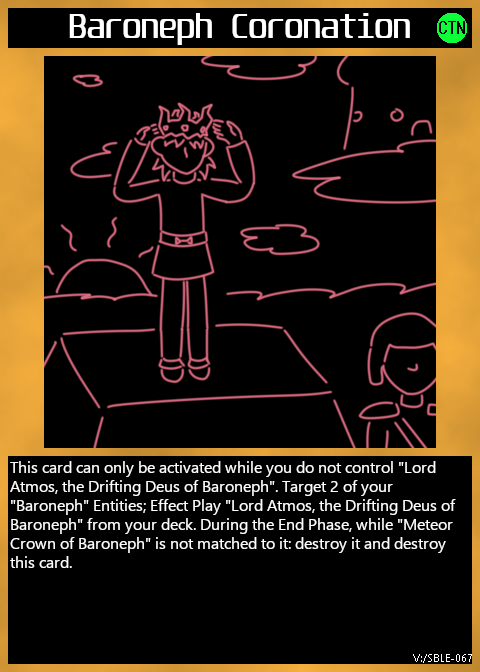 Baroneph Coronation
CTN
This card can only be activated while you do not control "Lord
Atmos, the Drifting Deus of Baroneph". Target 2 of your
"Baroneph" Entities; Effect Play "Lord Atmos, the Drifting Deus of
Baroneph" from your deck. During the End Phase, while "Meteor
Crown of Baroneph" is not matched to it: destroy it and destroy
this card.
V:/SBLE-067